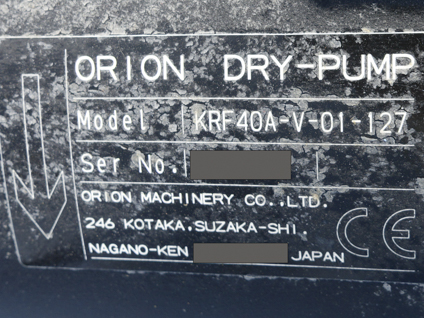 ORION DRY-PUMP
Model KRF40A-V-01-127
Ser No.
ORION MACHINERY CO.,LTD.
246 KOTAKA.SUZAKA-SHI.
NAGANO-KEN JAPAN
CE